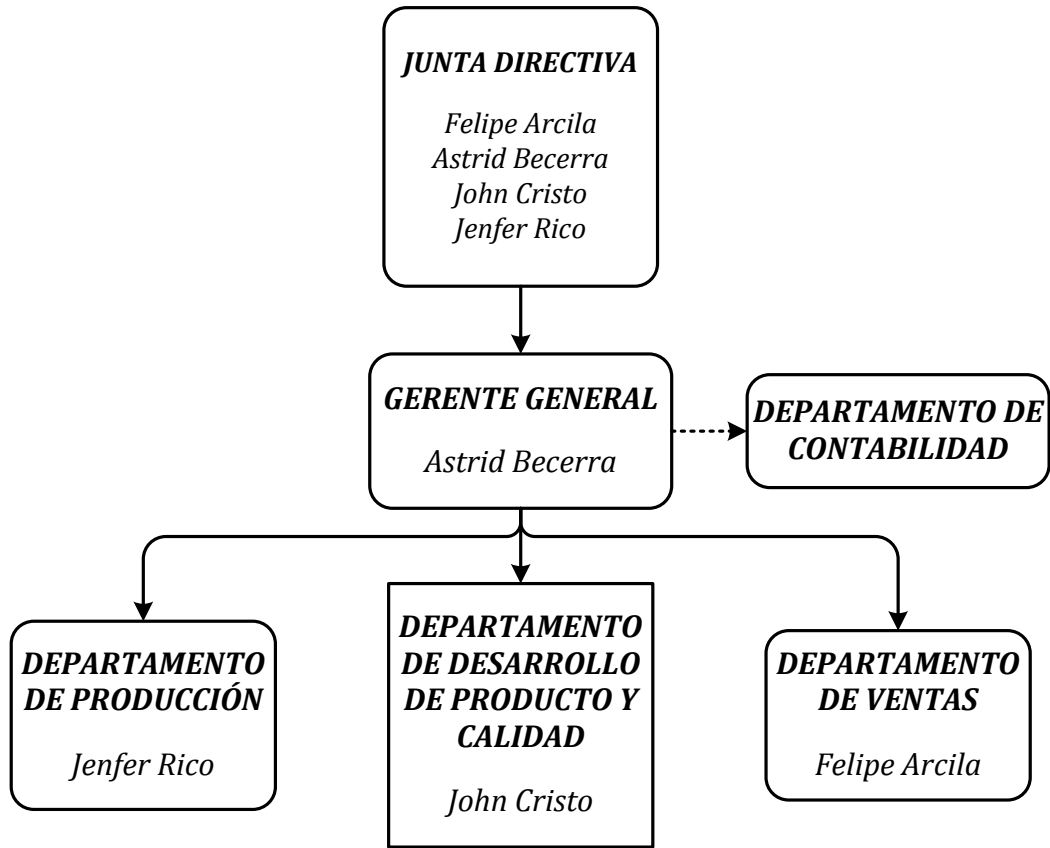 JUNTA DIRECTIVA
Felipe Arcila
Astrid Becerra
John Cristo
Jenfer Rico
GERENTE GENERAL
Astrid Becerra
DEPARTAMENTO DE
CONTABILIDAD
DEPARTAMENTO
DE PRODUCCIÓN
Jenfer Rico
DEPARTAMENTO
DE DESARROLLO
DE PRODUCTO Y
CALIDAD
John Cristo
DEPARTAMENTO
DE VENTAS
Felipe Arcila